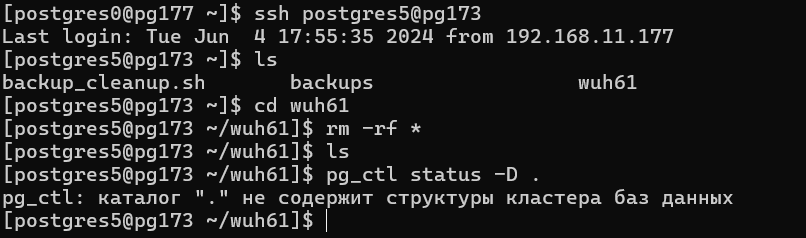 [postgres0@pg177 ~]$ ssh postgres5@pg173
Last login: Tue Jun  4 17:55:35 2024 from 192.168.11.177
[postgres5@pg173 ~]$ ls
backup_cleanup.sh       backups                 wuh61
[postgres5@pg173 ~]$ cd wuh61
[postgres5@pg173 ~/wuh61]$ rm -rf *
[postgres5@pg173 ~/wuh61]$ ls
[postgres5@pg173 ~/wuh61]$ pg_ctl status -D .
pg_ctl: каталог "." не содержит структуры кластера баз данных
[postgres5@pg173 ~/wuh61]$